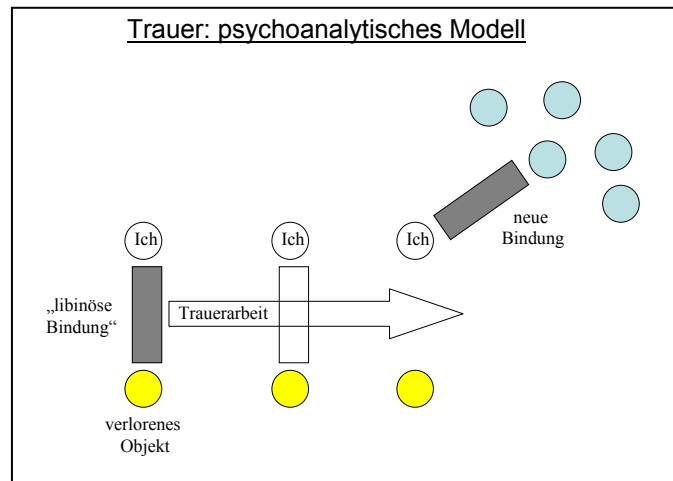 Trauer: psychoanalytisches Modell
Ich
Ich
Ich
neue
Bindung
„libinöse
Bindung“
Trauerarbeit
verlorenes
Objekt